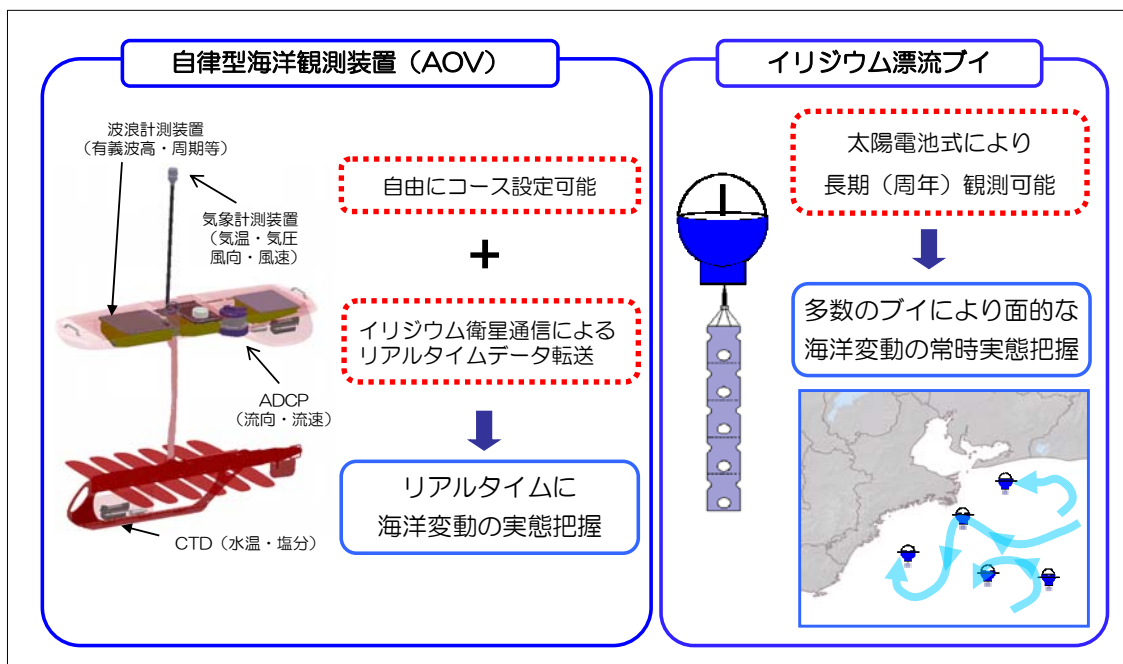 自律型海洋観測装置（AOV）
波浪計測装置
（有義波高・周期等）
気象計測装置
（気温・気圧
風向・風速）
ADCP
（流向・流速）
CTD（水温・塩分）
自由にコース設定可能
＋
イリジウム衛星通信による
リアルタイムデータ転送
リアルタイムに
海洋変動の実態把握
イリジウム漂流ブイ
太陽電池式により
長期（周年）観測可能
多数のブイにより面的な
海洋変動の常時実態把握